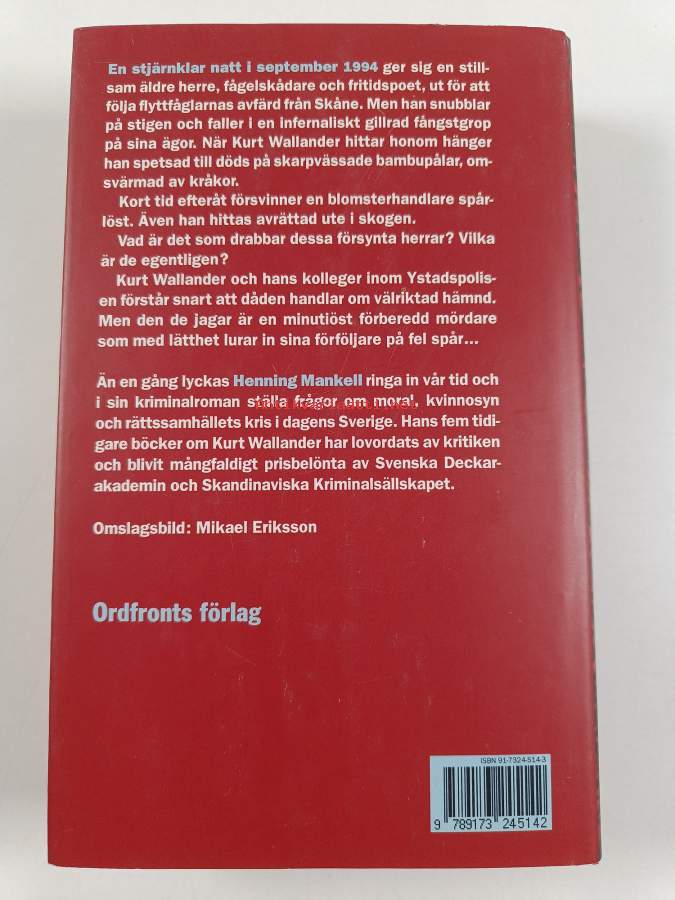 En stjärnklar natt i september 1994 ger sig en still-
sam äldre herre, fågelskådare och fritidspoet, ut för att
följa flyttfåglarnas avfärd från Skåne. Men han snubblar
på stigen och faller i en infernaliskt gillrad fångstgrop
på sina ägor. När Kurt Wallander hittar honom hänger
han spetsad till döds på skarpvässade bambupålar, om-
svärmad av kråkor.
Kort tid efteråt försvinner en blomsterhandlare spår-
löst. Även han hittas avrättad ute i skogen.
Vad är det som drabbar dessa försynta herrar? Vilka
är de egentligen?
Kurt Wallander och hans kolleger inom Ystadspolis-
en förstår snart att dåden handlar om välriktad hämnd.
Men den de jagar är en minutiöst förberedd mördare
som med lätthet lurar in sina förföljare på fel spår...
Än en gång lyckas Henning Mankell ringa in vår tid och
i sin kriminalroman ställa frågor om moral, kvinnosyn
och rättssamhällets kris i dagens Sverige. Hans fem tidi-
gare böcker om Kurt Wallander har lovordats av kritiken
och blivit mångfaldigt prisbelönta av Svenska Deckar-
akademin och Skandinaviska Kriminalsällskapet.
Omslagsbild: Mikael Eriksson
Ordfronts förlag
ISBN 91-7324-514-3
9 789173 245142